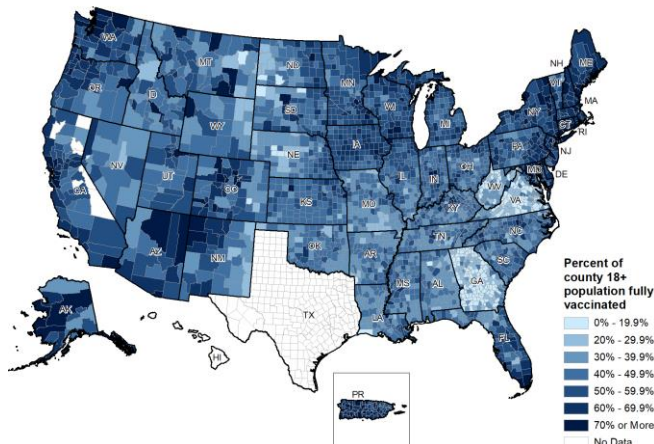 WA
MT
ND
MN
OR
ID
WY
SD
WI
MI
NH
ME
VT
NY
MA
CT
RI
NV
UT
CO
NE
IA
IL
IN
OH
PA
NJ
MD
DE
CA
KS
MO
KY
WV
VA
AZ
NM
OK
AR
TN
NC
SC
MS
AL
GA
TX
LA
FL
AK
HI
PR
Percent of
county 18+
population fully
vaccinated
0% - 19.9%
20% - 29.9%
30% - 39.9%
40% - 49.9%
50% - 59.9%
60% - 69.9%
70% or More
No Data